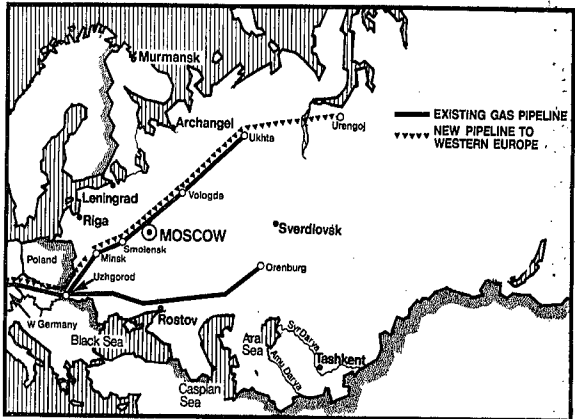 Murmansk
Archangel
Urengoj
EXISTING GAS PIPELINE
NEW PIPELINE TO
WESTERN EUROPE
Ukhta
Leningrad
Vologda
Riga
MOSCOW
Sverdlovsk
Smolensk
Poland
Minsk
Orenburg
Uzhgorod
W Germany
Rostov
Black Sea
Aral
Sea
Syr Darya
Amu Darya
Tashkent
Caspian
Sea